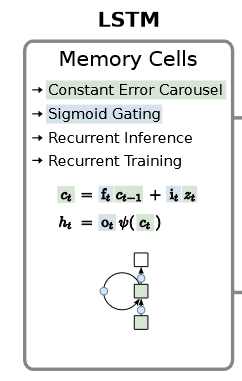 LSTM
Memory Cells
→ Constant Error Carousel
→ Sigmoid Gating
→ Recurrent Inference
→ Recurrent Training
cₜ = fₜ cₜ₋₁ + iₜ zₜ
hₜ = oₜ ψ( cₜ )